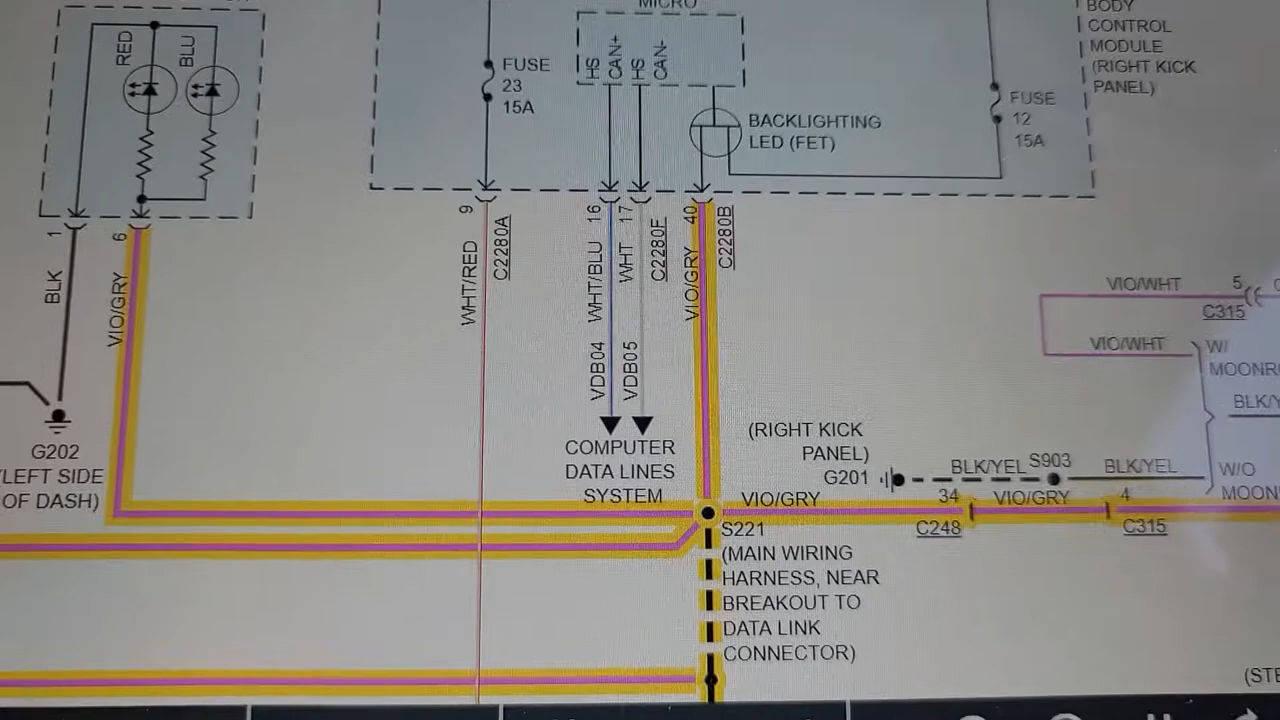 MICRO
RED
BLU
1
BLK
6
VIO/GRY
G202
(LEFT SIDE
OF DASH)
FUSE
23
15A
HS
CAN+
HS
CAN-
BACKLIGHTING
LED (FET)
FUSE
12
15A
BODY
CONTROL
MODULE
(RIGHT KICK
PANEL)
9
WHT/RED
C2280A
16
WHT/BLU
VDB04
17
WHT
VDB05
C2280F
40
VIO/GRY
C2280B
COMPUTER
DATA LINES
SYSTEM
(RIGHT KICK
PANEL)
G201
BLK/YEL
S903
BLK/YEL
VIO/WHT
5
C315
VIO/WHT
W/
MOONR
BLK/Y
W/O
MOON
VIO/GRY
34
C248
VIO/GRY
4
C315
S221
(MAIN WIRING
HARNESS, NEAR
BREAKOUT TO
DATA LINK
CONNECTOR)
(STE